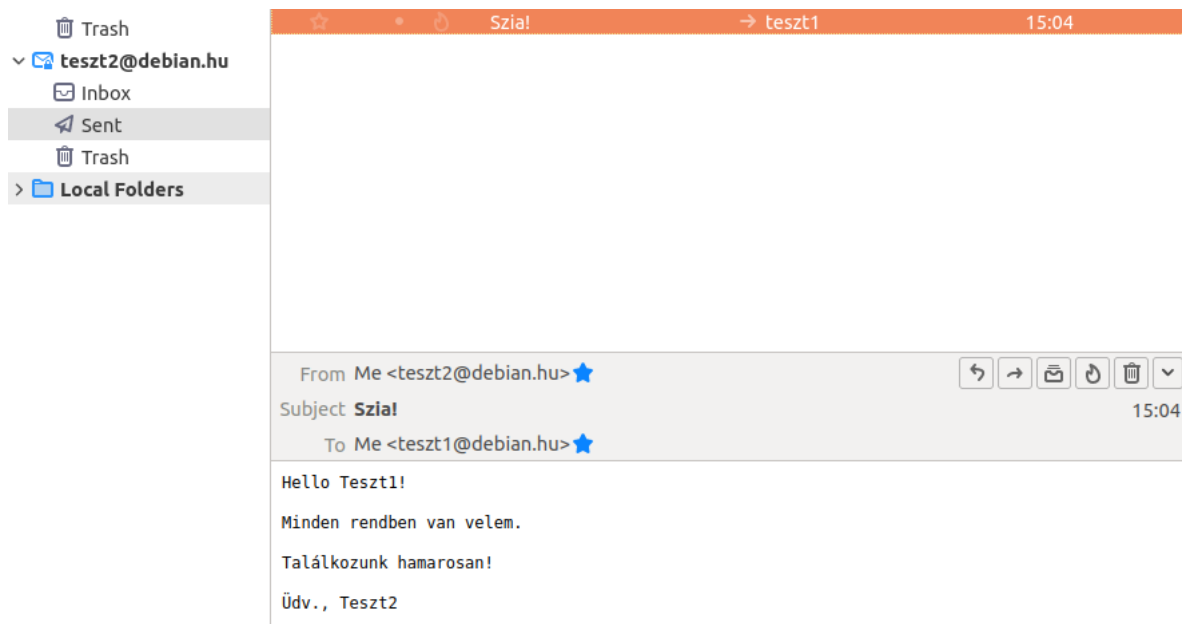 Trash
teszt2@debian.hu
Inbox
Sent
Trash
Local Folders
Szia! → teszt1 15:04
From Me <teszt2@debian.hu>
Subject Szia! 15:04
To Me <teszt1@debian.hu>
Hello Teszt1!
Minden rendben van velem.
Találkozunk hamarosan!
Üdv., Teszt2